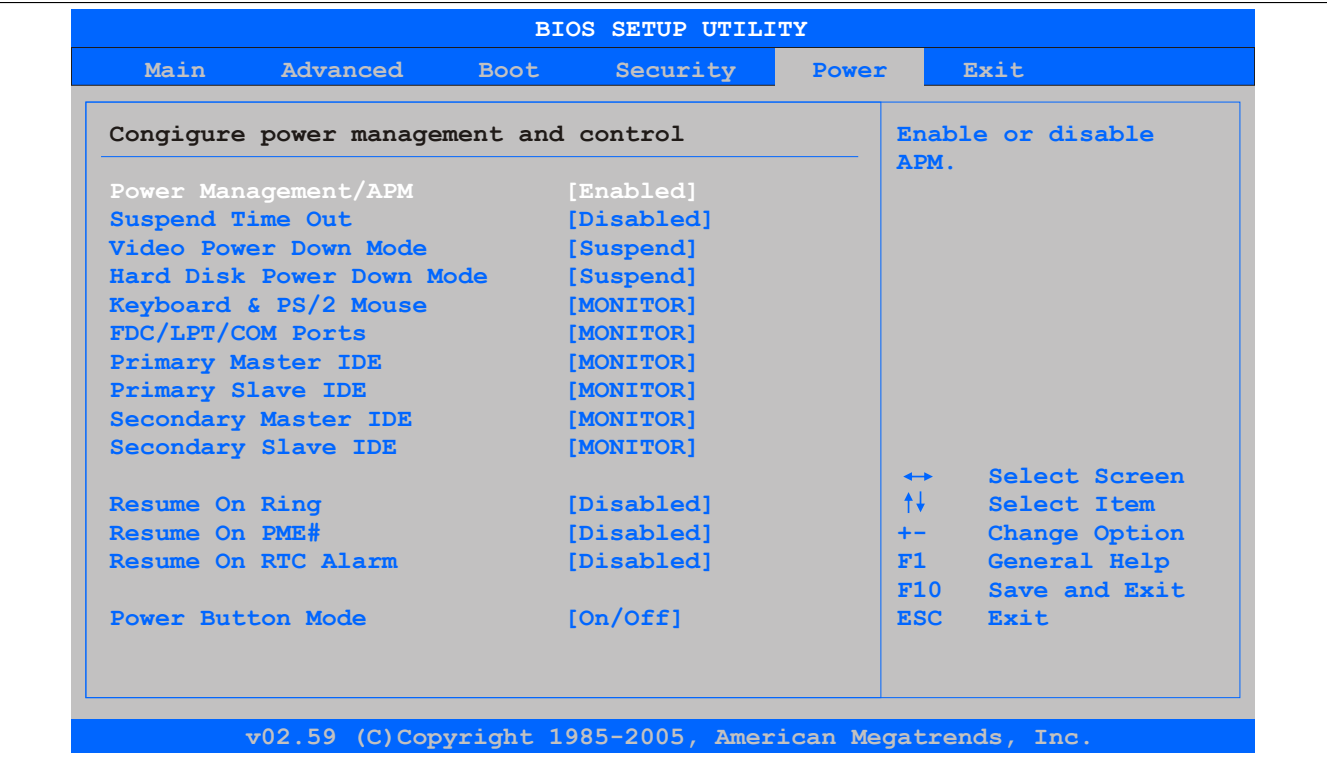 BIOS SETUP UTILITY
Main Advanced Boot Security Power Exit
Congigure power management and control
Power Management/APM [Enabled]
Suspend Time Out [Disabled]
Video Power Down Mode [Suspend]
Hard Disk Power Down Mode [Suspend]
Keyboard & PS/2 Mouse [MONITOR]
FDC/LPT/COM Ports [MONITOR]
Primary Master IDE [MONITOR]
Primary Slave IDE [MONITOR]
Secondary Master IDE [MONITOR]
Secondary Slave IDE [MONITOR]
Resume On Ring [Disabled]
Resume On PME# [Disabled]
Resume On RTC Alarm [Disabled]
Power Button Mode [On/Off]
Enable or disable
APM.
↔ Select Screen
↑↓ Select Item
+- Change Option
F1 General Help
F10 Save and Exit
ESC Exit
v02.59 (C)Copyright 1985-2005, American Megatrends, Inc.